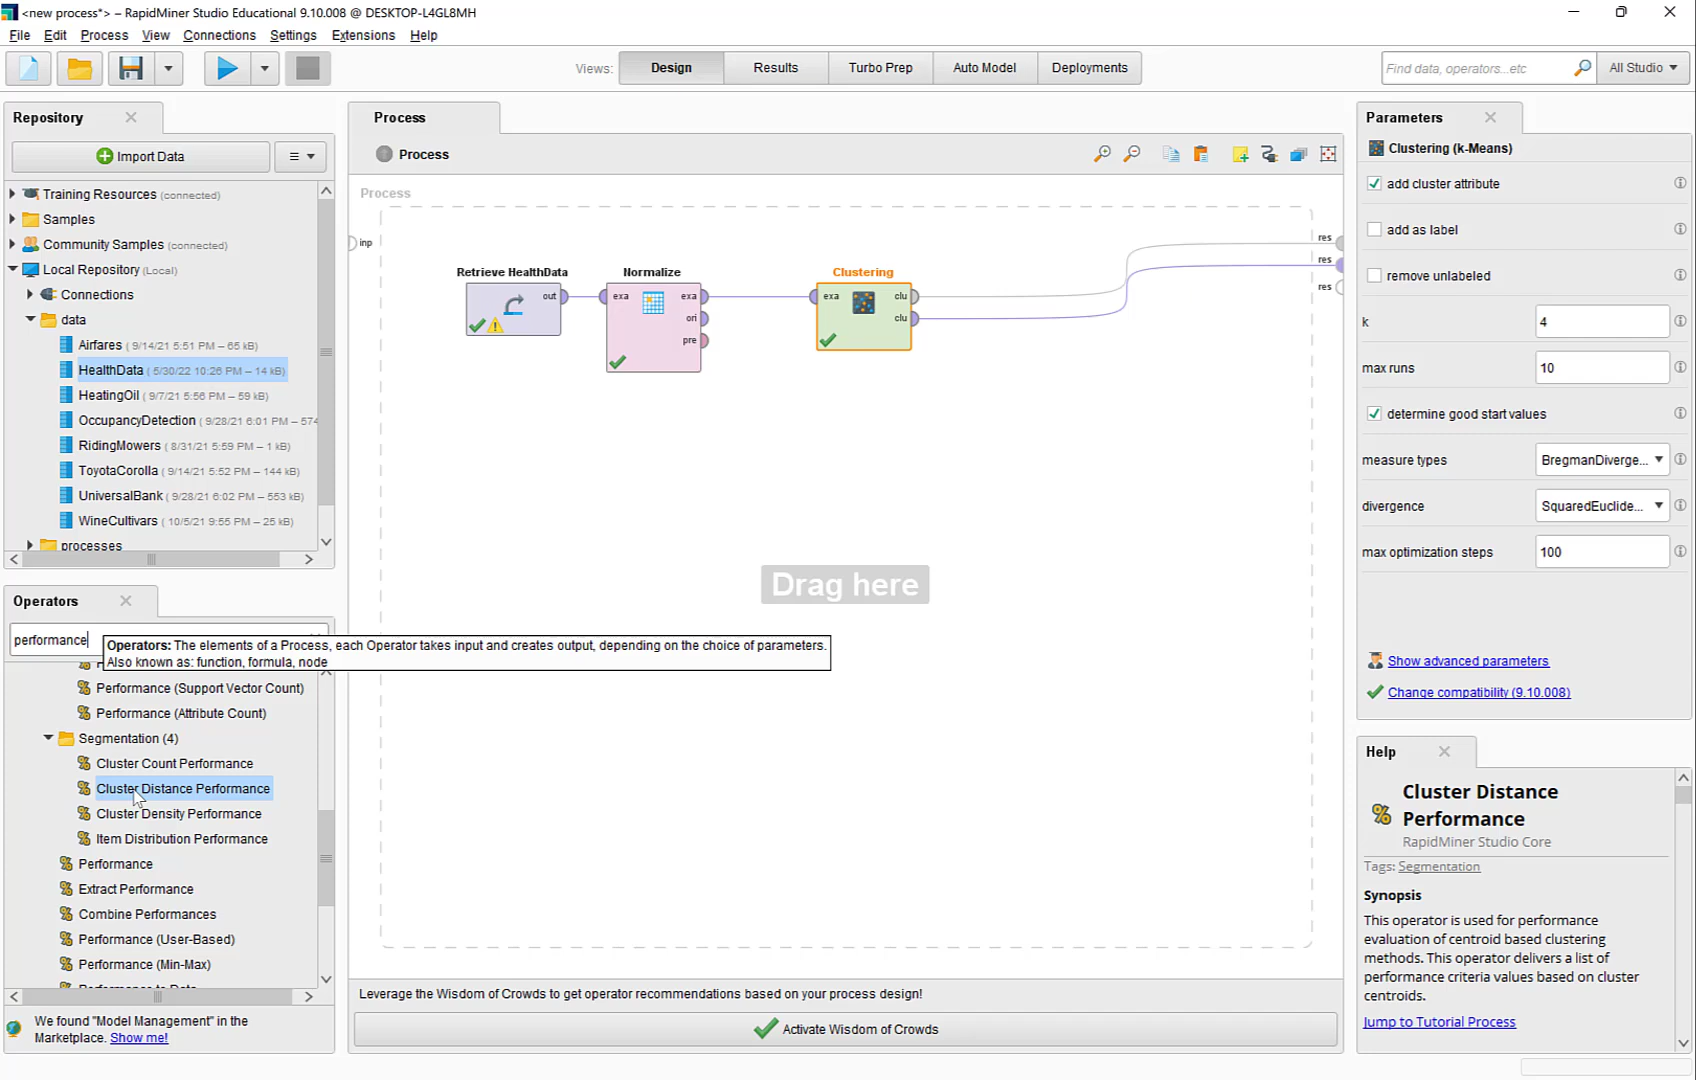 <new process*> – RapidMiner Studio Educational 9.10.008 @ DESKTOP-L4GL8MH
File Edit Process View Connections Settings Extensions Help
Views: Design Results Turbo Prep Auto Model Deployments
Find data, operators...etc All Studio
Repository
Import Data
Training Resources (connected)
Samples
Community Samples (connected)
Local Repository (Local)
Connections
data
Airfares ( 9/14/21 5:51 PM – 65 kB)
HealthData ( 5/30/22 10:26 PM – 14 kB)
HeatingOil ( 9/7/21 5:56 PM – 59 kB)
OccupancyDetection ( 9/28/21 6:01 PM – 574
RidingMowers ( 8/31/21 5:59 PM – 1 kB)
ToyotaCorolla ( 9/14/21 5:52 PM – 144 kB)
UniversalBank ( 9/28/21 6:02 PM – 553 kB)
WineCultivars ( 10/5/21 9:55 PM – 25 kB)
processes
Operators
performance
Operators: The elements of a Process, each Operator takes input and creates output, depending on the choice of parameters.
Also known as: function, formula, node
Performance (Support Vector Count)
Performance (Attribute Count)
Segmentation (4)
Cluster Count Performance
Cluster Distance Performance
Cluster Density Performance
Item Distribution Performance
Performance
Extract Performance
Combine Performances
Performance (User-Based)
Performance (Min-Max)
Performance to Data
We found "Model Management" in the
Marketplace. Show me!
Process
Process
Process
inp
Retrieve HealthData
out
Normalize
exa exa
ori
pre
Clustering
exa clu
clu
res
res
res
Drag here
Leverage the Wisdom of Crowds to get operator recommendations based on your process design!
Activate Wisdom of Crowds
Parameters
Clustering (k-Means)
add cluster attribute
add as label
remove unlabeled
k 4
max runs 10
determine good start values
measure types BregmanDiverge...
divergence SquaredEuclide...
max optimization steps 100
Show advanced parameters
Change compatibility (9.10.008)
Help
Cluster Distance
Performance
RapidMiner Studio Core
Tags: Segmentation
Synopsis
This operator is used for performance
evaluation of centroid based clustering
methods. This operator delivers a list of
performance criteria values based on cluster
centroids.
Jump to Tutorial Process